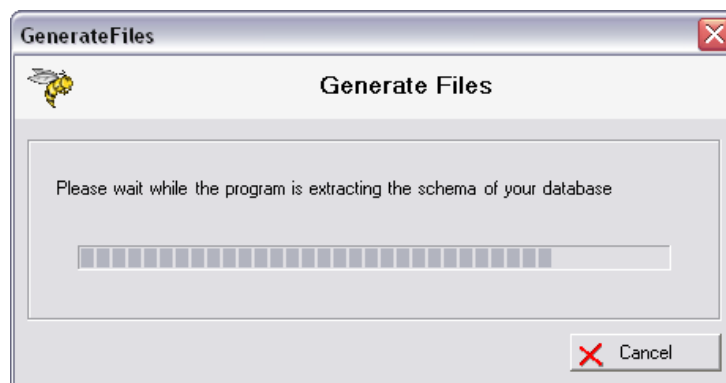 GenerateFiles
Generate Files
Please wait while the program is extracting the schema of your database
Cancel